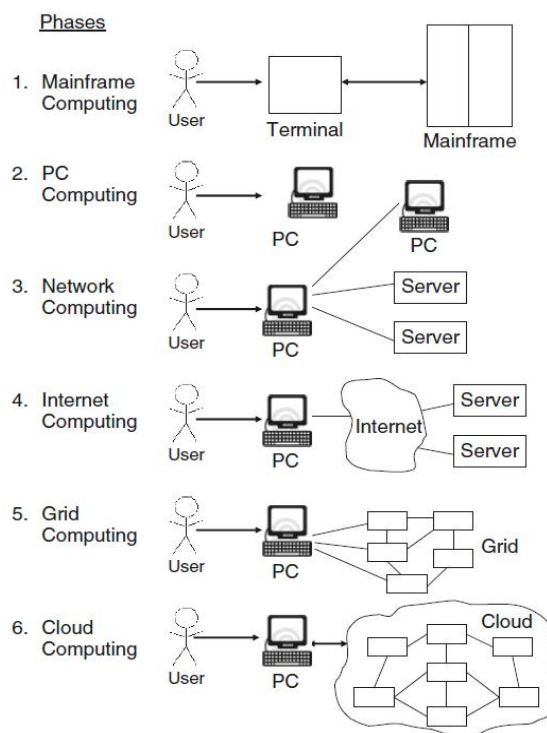 Phases
1. Mainframe
Computing
User
Terminal
Mainframe
2. PC
Computing
User
PC
PC
3. Network
Computing
User
PC
Server
Server
4. Internet
Computing
User
PC
Internet
Server
Server
5. Grid
Computing
User
PC
Grid
6. Cloud
Computing
User
PC
Cloud